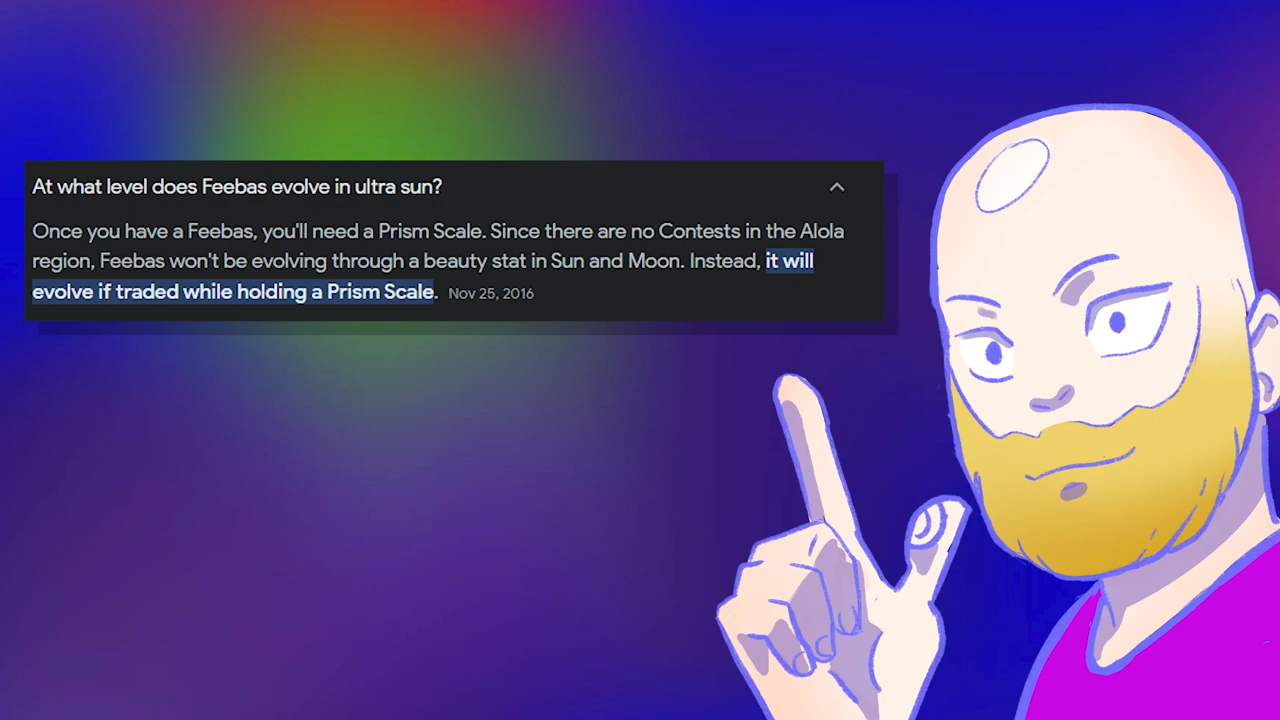 At what level does Feebas evolve in ultra sun?
Once you have a Feebas, you'll need a Prism Scale. Since there are no Contests in the Alola
region, Feebas won't be evolving through a beauty stat in Sun and Moon. Instead, it will
evolve if traded while holding a Prism Scale. Nov 25, 2016